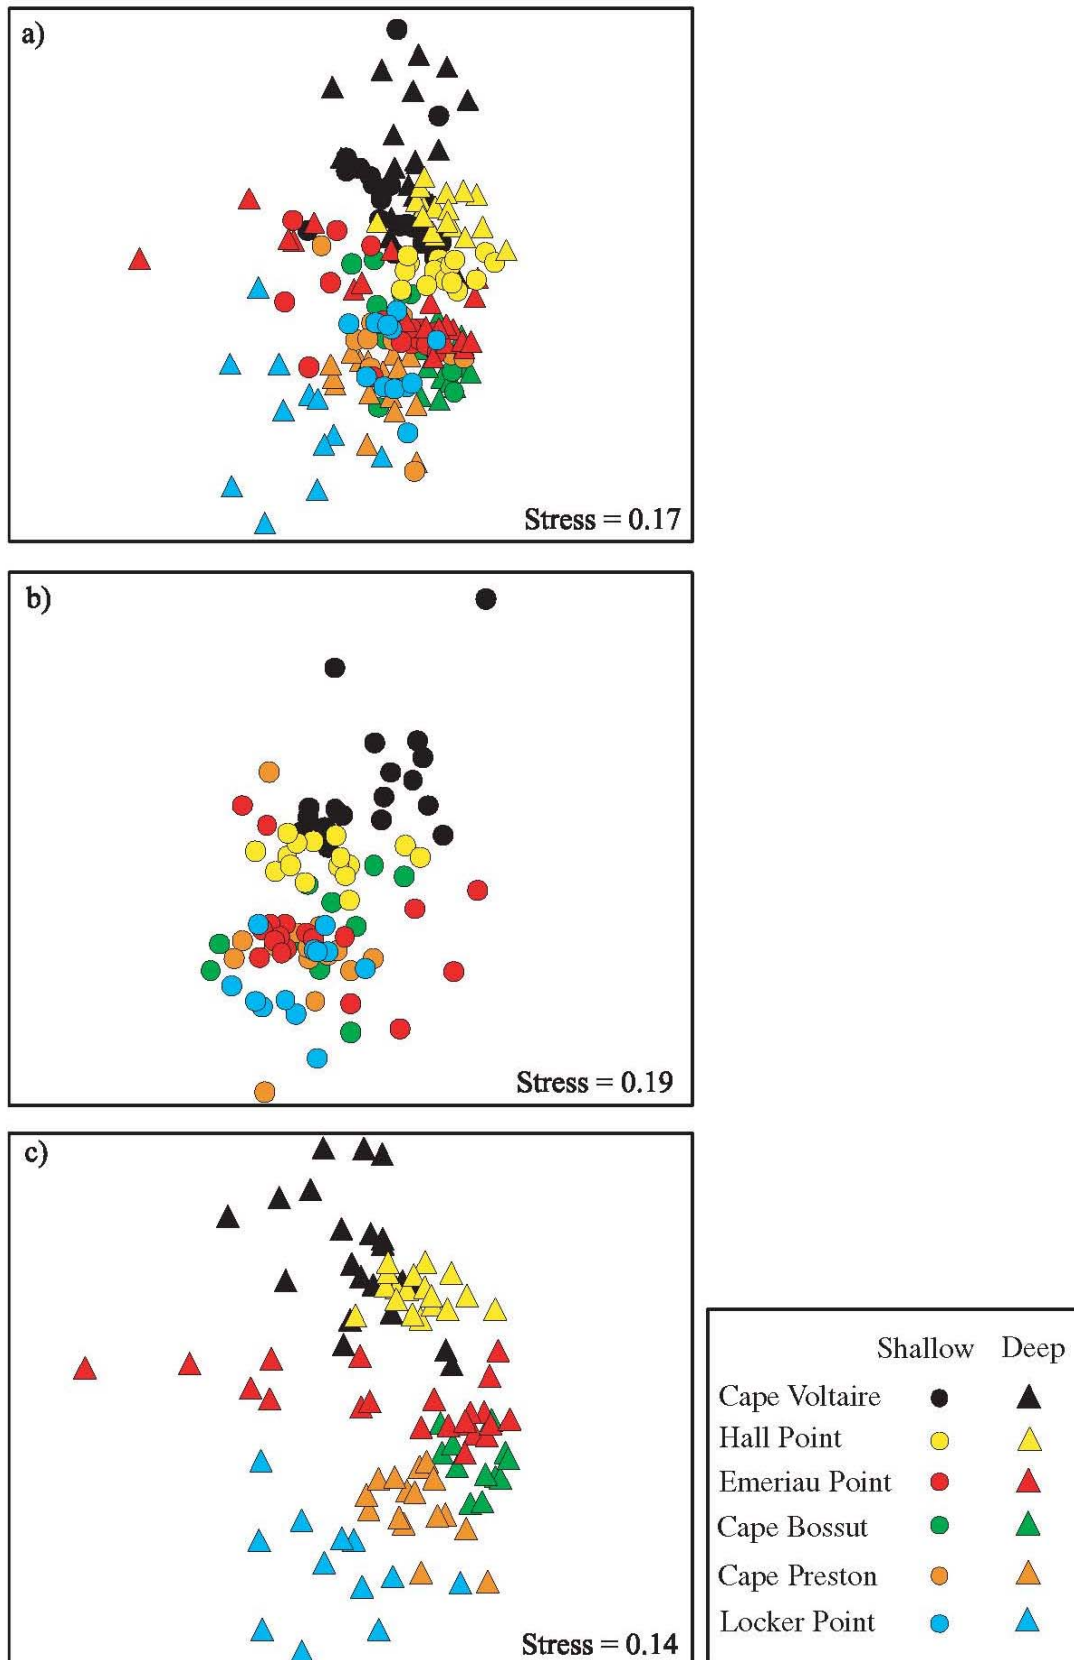 a)
Stress = 0.17
b)
Stress = 0.19
c)
Stress = 0.14
Shallow Deep
Cape Voltaire
Hall Point
Emeriau Point
Cape Bossut
Cape Preston
Locker Point